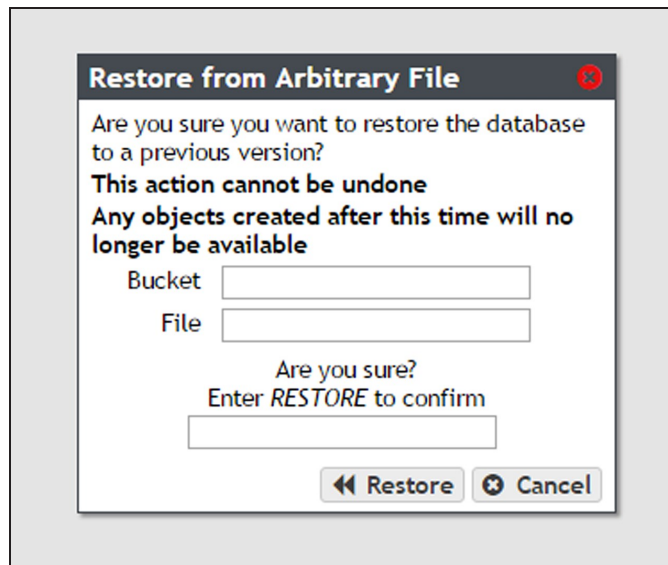 Restore from Arbitrary File
Are you sure you want to restore the database
to a previous version?
This action cannot be undone
Any objects created after this time will no
longer be available
Bucket
File
Are you sure?
Enter RESTORE to confirm
Restore Cancel